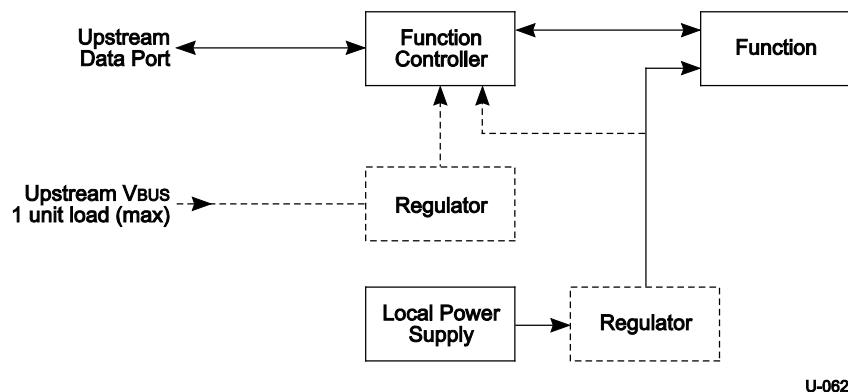 Upstream
Data Port
Function
Controller
Function
Upstream VBUS
1 unit load (max)
Regulator
Local Power
Supply
Regulator
U-062